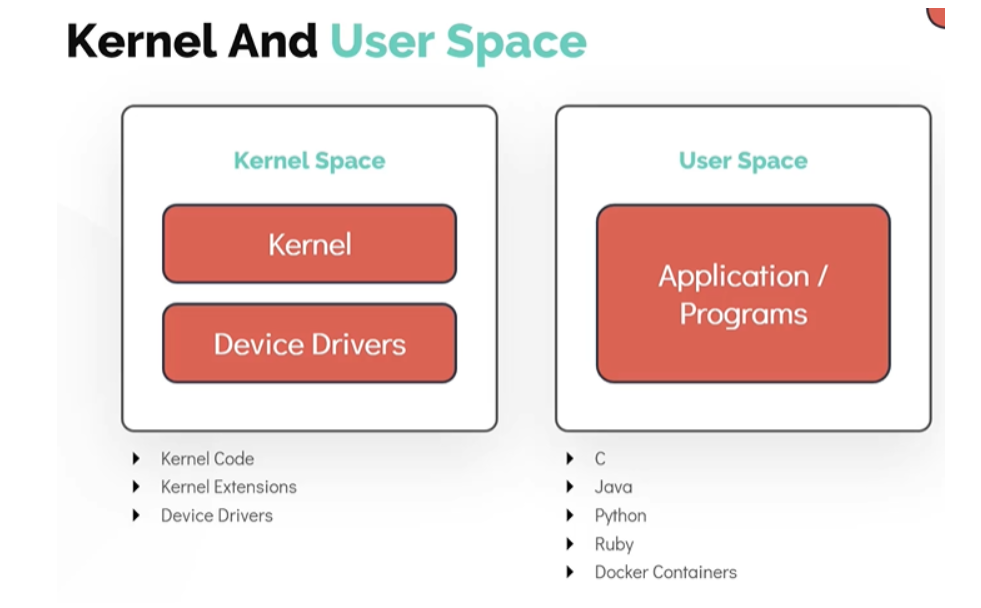 Kernel And User Space
Kernel Space
Kernel
Device Drivers
Kernel Code
Kernel Extensions
Device Drivers
User Space
Application /
Programs
C
Java
Python
Ruby
Docker Containers